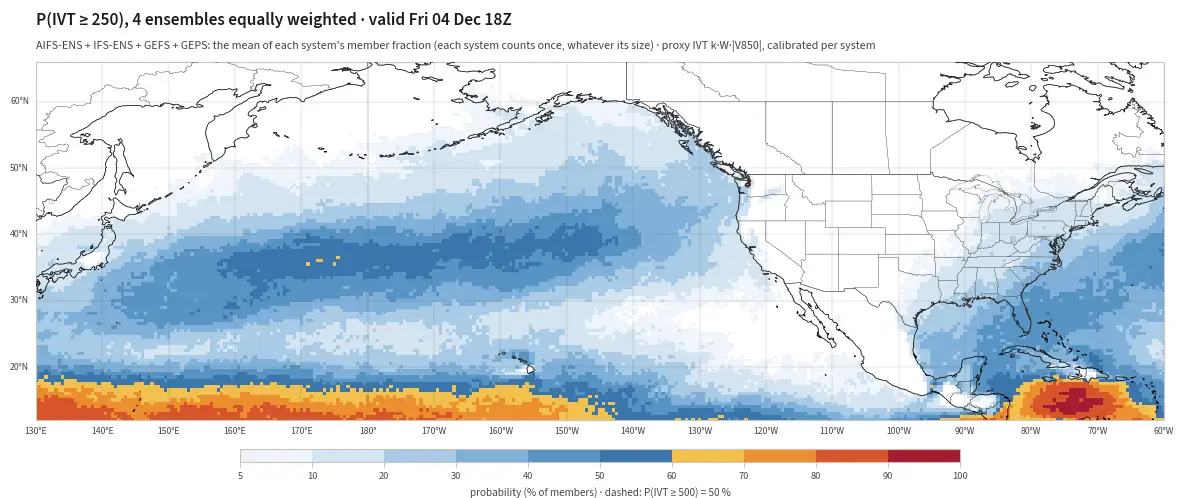 P(IVT ≥ 250), 4 ensembles equally weighted · valid Fri 04 Dec 18Z
AIFS-ENS + IFS-ENS + GEFS + GEPS: the mean of each system's member fraction (each system counts once, whatever its size) · proxy IVT k·W·|V850|, calibrated per system
60°N
50°N
40°N
30°N
20°N
130°E 140°E 150°E 160°E 170°E 180° 170°W 160°W 150°W 140°W 130°W 120°W 110°W 100°W 90°W 80°W 70°W 60°W
5 10 20 30 40 50 60 70 80 90 100
probability (% of members) · dashed: P(IVT ≥ 500) = 50 %